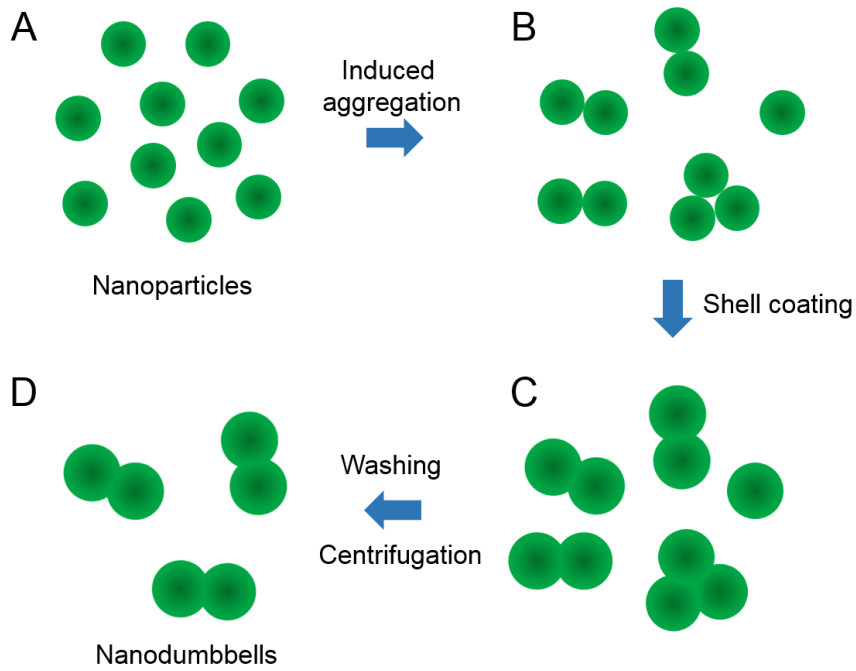 A
Induced
aggregation
B
Nanoparticles
Shell coating
D
Washing
Centrifugation
C
Nanodumbbells